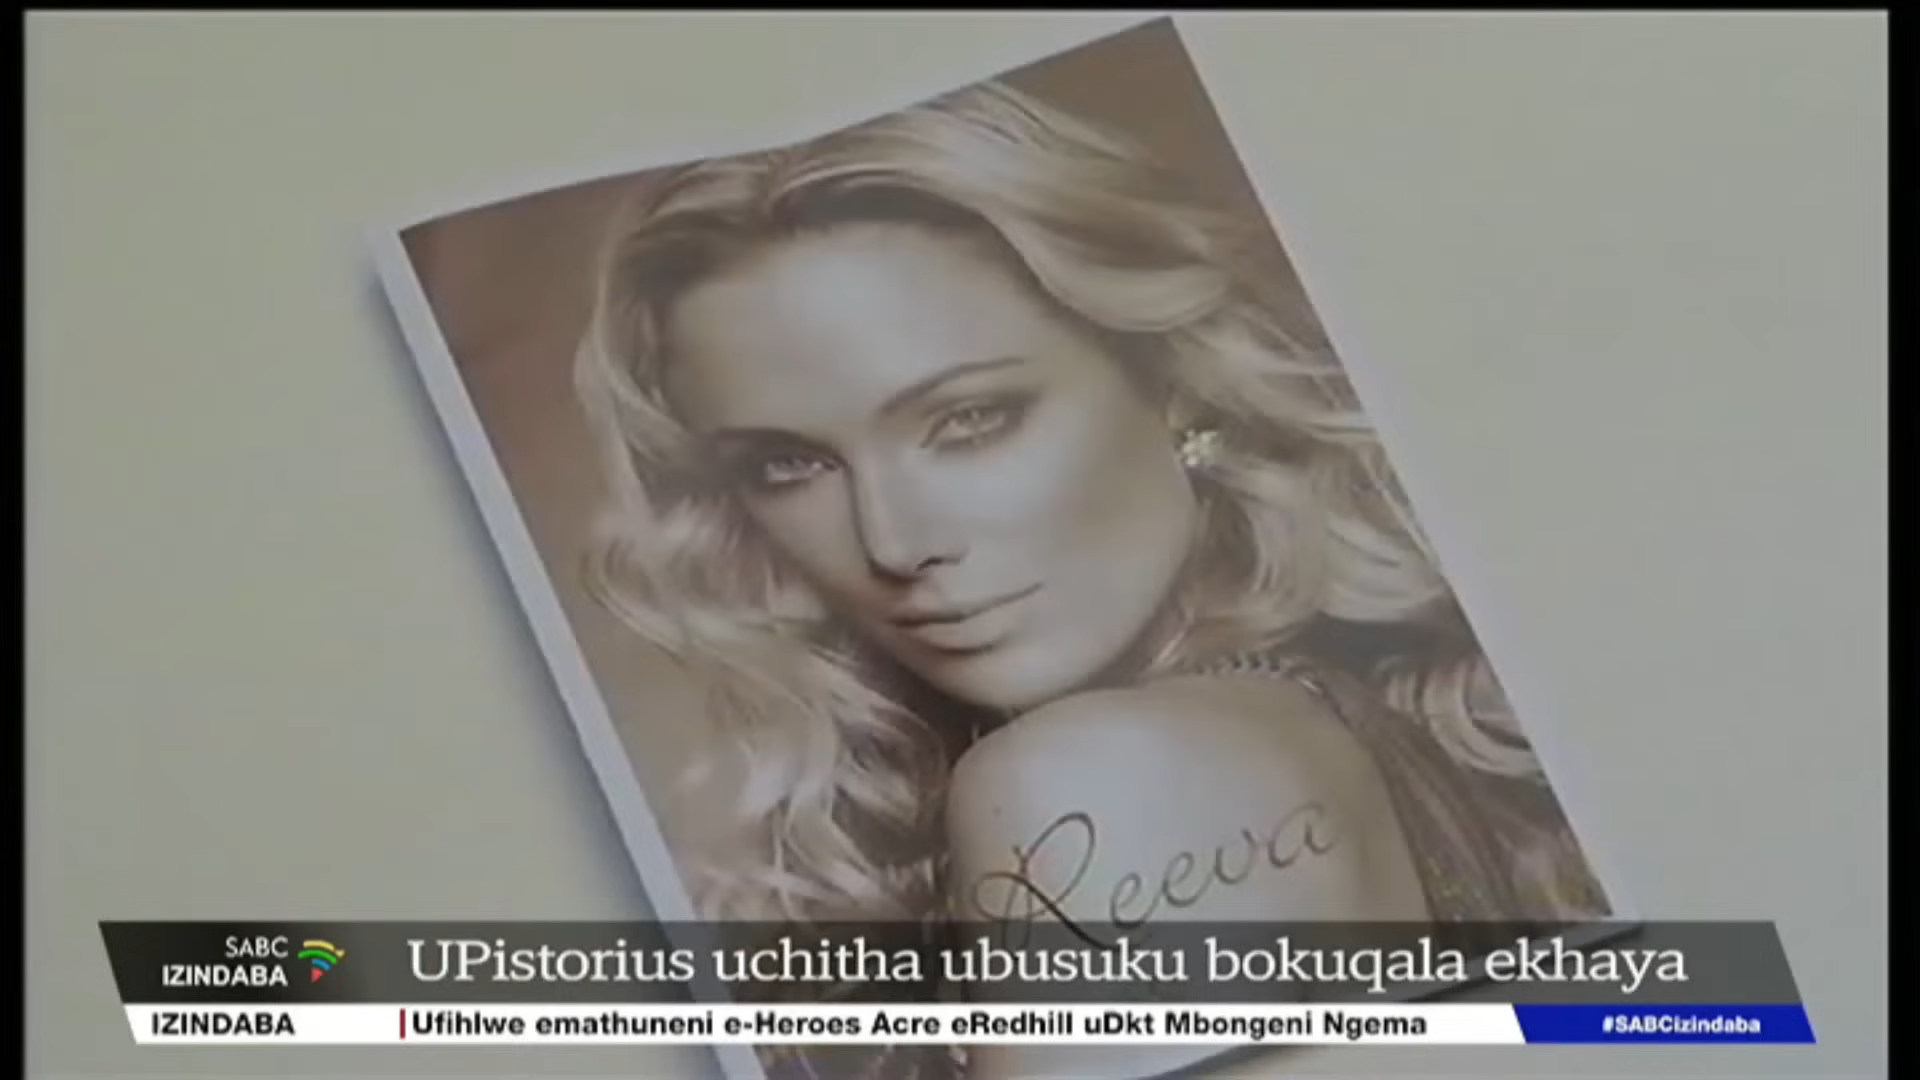 Reeva
SABC
IZINDABA
UPistorius uchitha ubusuku bokuqala ekhaya
IZINDABA
Ufihlwe emathuneni e-Heroes Acre eRedhill uDkt Mbongeni Ngema
#SABCizindaba